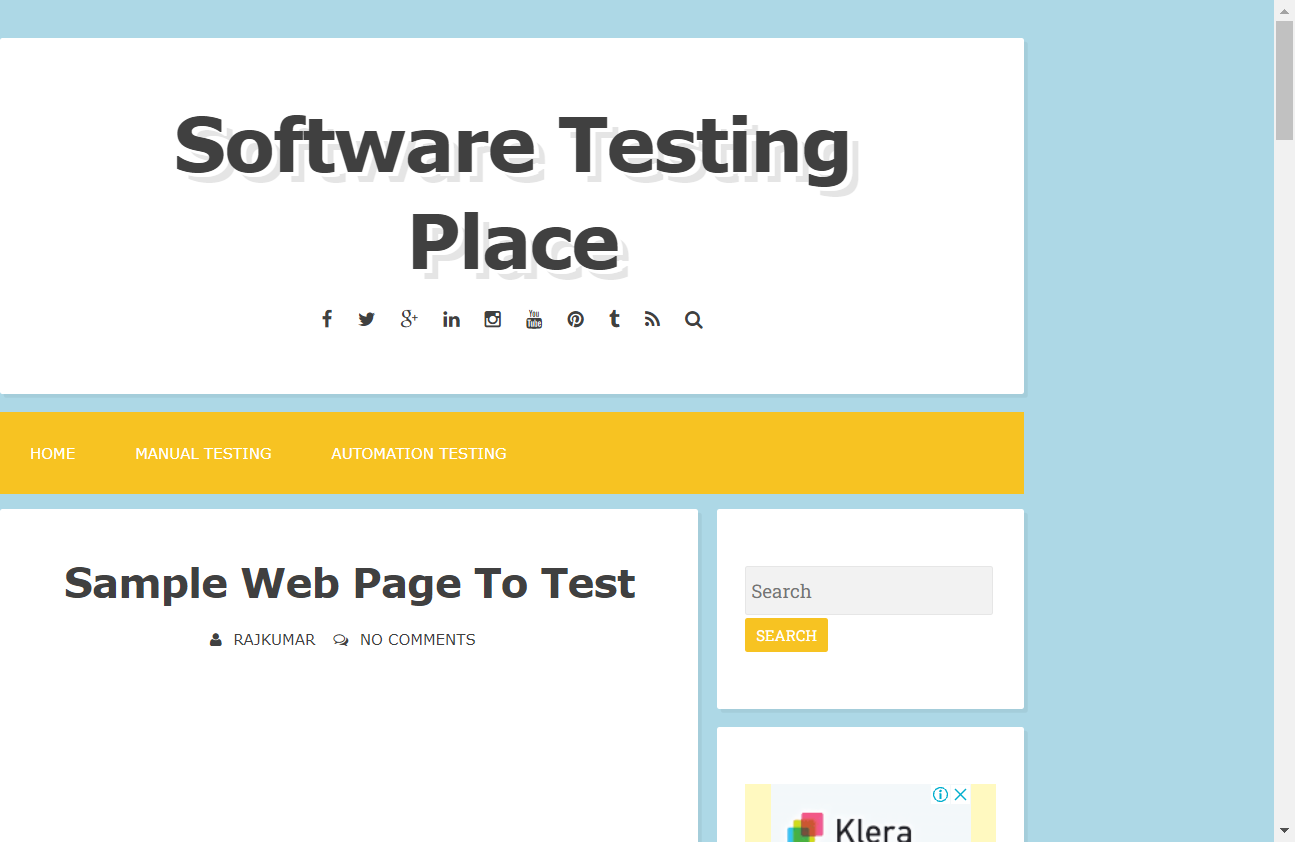 Software Testing
Place
HOME MANUAL TESTING AUTOMATION TESTING
Sample Web Page To Test
RAJKUMAR NO COMMENTS
Search
SEARCH
Klera